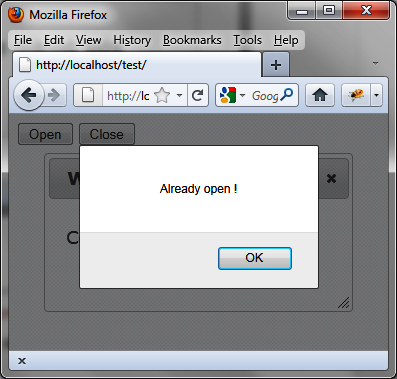 Mozilla Firefox
File Edit View History Bookmarks Tools Help
http://localhost/test/
http://lc Goog
Open Close
W
Already open !
C
OK
x